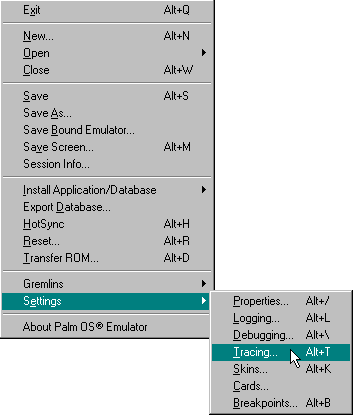 Exit Alt+Q
New... Alt+N
Open
Close Alt+W
Save Alt+S
Save As...
Save Bound Emulator...
Save Screen... Alt+M
Session Info...
Install Application/Database
Export Database...
HotSync Alt+H
Reset... Alt+R
Transfer ROM... Alt+D
Gremlins
Settings
About Palm OS® Emulator
Properties... Alt+/
Logging... Alt+L
Debugging... Alt+\
Tracing... Alt+T
Skins... Alt+K
Cards...
Breakpoints... Alt+B